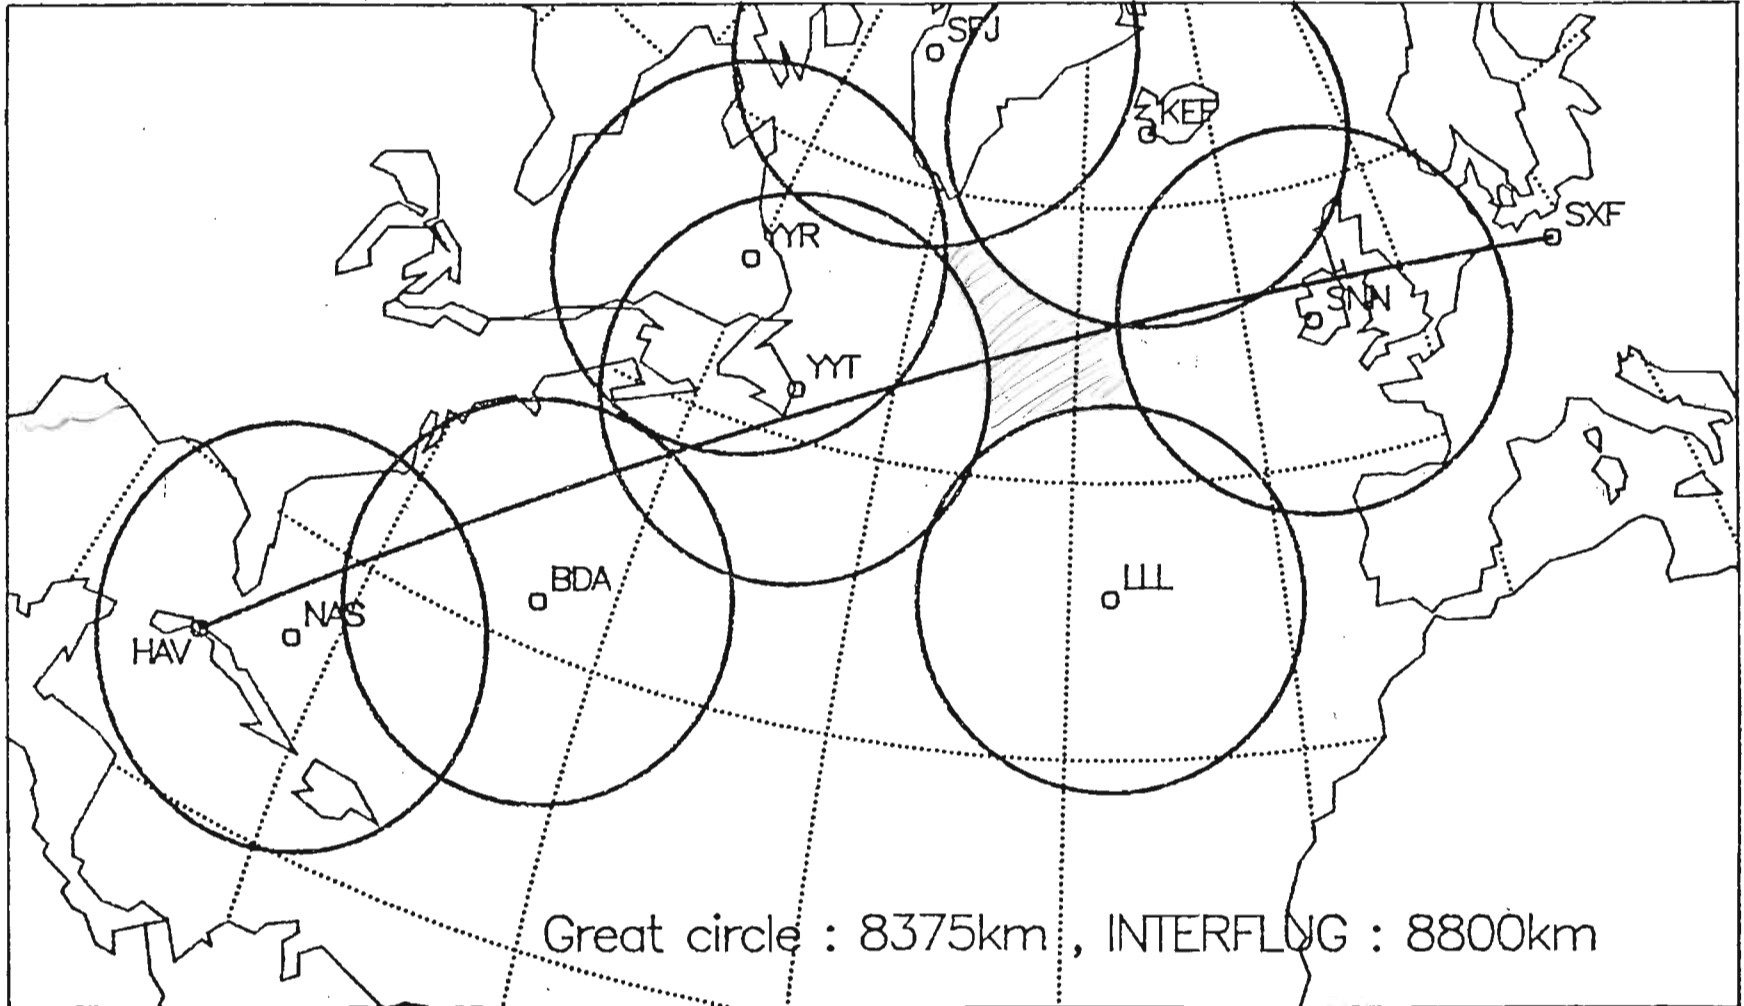 SFJ
KEF
SXF
YYR
SNN
YYT
BDA
LLL
NAS
HAV
Great circle : 8375km , INTERFLUG : 8800km